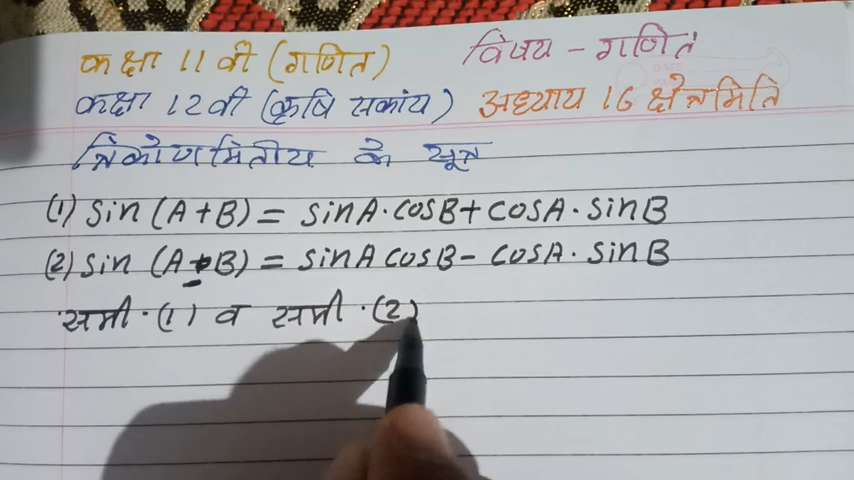 कक्षा 11 वी (गणित) विषय - गणित
कक्षा 12 वी (कृषि सकांय) अध्याय 16 क्षेत्रमिति
त्रिकोणमितीय के सूत्र
(1) sin (A+B) = sinA·cosB+cosA·sinB
(2) sin (A-B) = sinA cosB- cosA·sinB
समी·(1) व समी·(2)